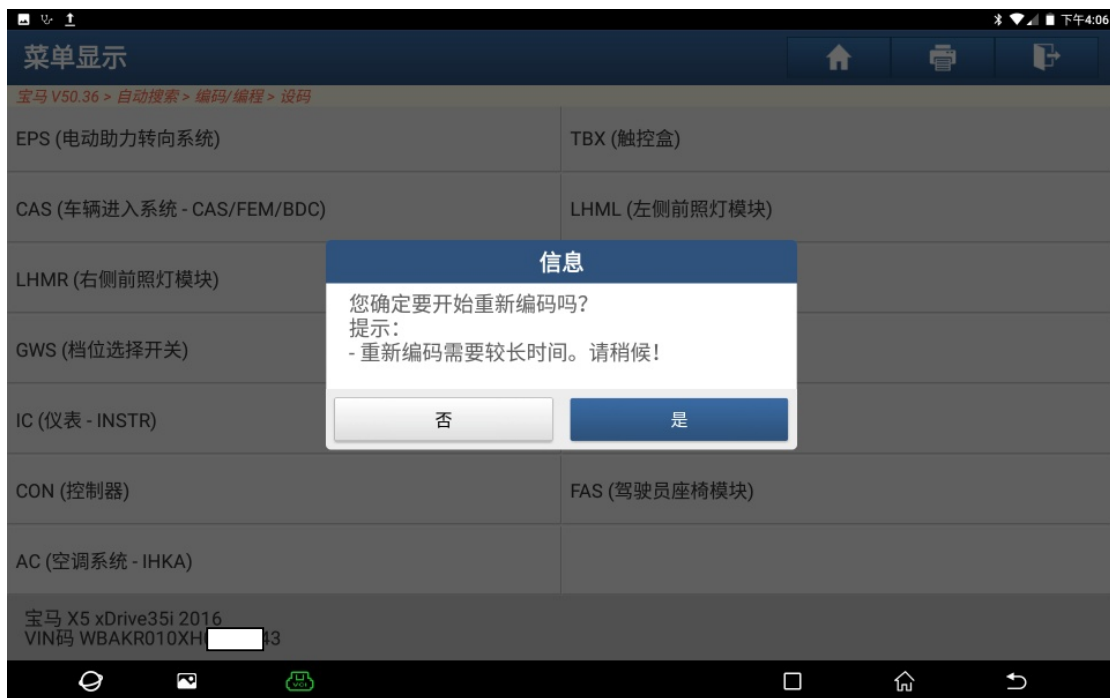 下午4:06
菜单显示
宝马 V50.36 > 自动搜索 > 编码/编程 > 设码
EPS (电动助力转向系统)
TBX (触控盒)
CAS (车辆进入系统 - CAS/FEM/BDC)
LHML (左侧前照灯模块)
LHMR (右侧前照灯模块)
信息
您确定要开始重新编码吗?
提示:
- 重新编码需要较长时间。请稍候!
否
是
GWS (档位选择开关)
IC (仪表 - INSTR)
CON (控制器)
FAS (驾驶员座椅模块)
AC (空调系统 - IHKA)
宝马 X5 xDrive35i 2016
VIN码 WBAKR010XH 43
VCI